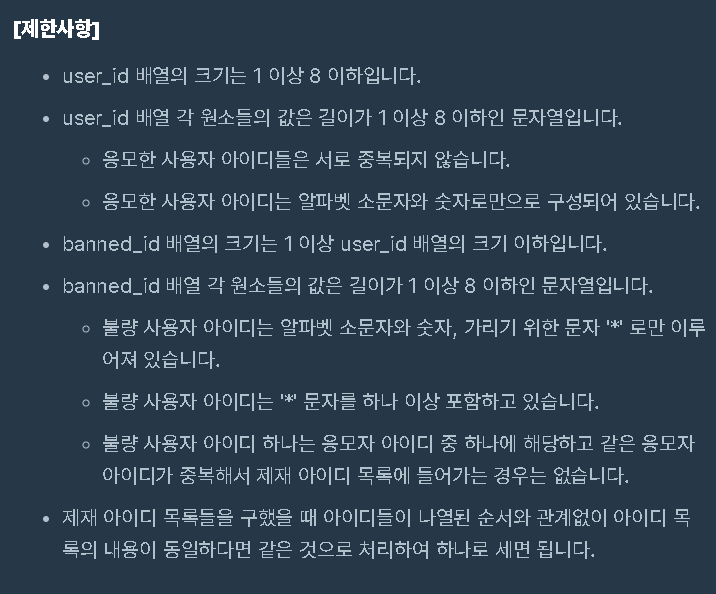 [제한사항]
• user_id 배열의 크기는 1 이상 8 이하입니다.
• user_id 배열 각 원소들의 값은 길이가 1 이상 8 이하인 문자열입니다.
◦ 응모한 사용자 아이디들은 서로 중복되지 않습니다.
◦ 응모한 사용자 아이디는 알파벳 소문자와 숫자로만으로 구성되어 있습니다.
• banned_id 배열의 크기는 1 이상 user_id 배열의 크기 이하입니다.
• banned_id 배열 각 원소들의 값은 길이가 1 이상 8 이하인 문자열입니다.
◦ 불량 사용자 아이디는 알파벳 소문자와 숫자, 가리기 위한 문자 '*' 로만 이루
어져 있습니다.
◦ 불량 사용자 아이디는 '*' 문자를 하나 이상 포함하고 있습니다.
◦ 불량 사용자 아이디 하나는 응모자 아이디 중 하나에 해당하고 같은 응모자
아이디가 중복해서 제재 아이디 목록에 들어가는 경우는 없습니다.
• 제재 아이디 목록들을 구했을 때 아이디들이 나열된 순서와 관계없이 아이디 목
록의 내용이 동일하다면 같은 것으로 처리하여 하나로 세면 됩니다.